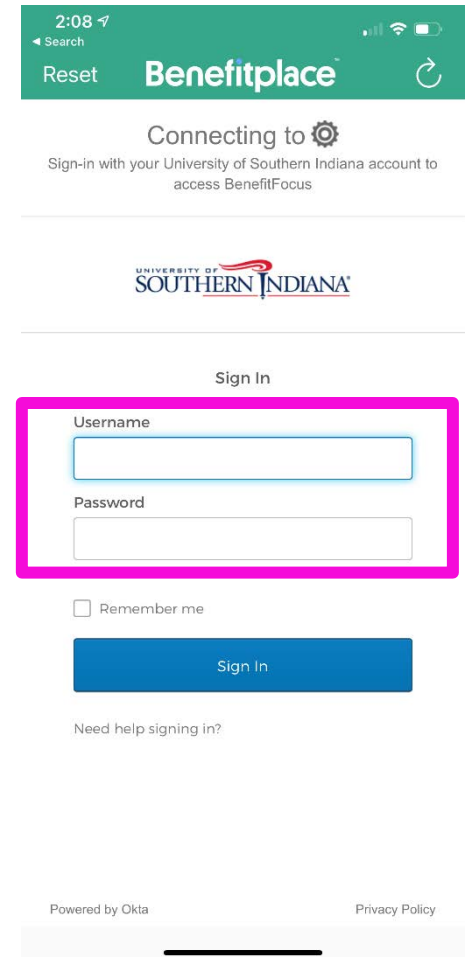 2:08
◄ Search
Reset Benefitplace™
Connecting to
Sign-in with your University of Southern Indiana account to
access BenefitFocus
UNIVERSITY OF
SOUTHERN INDIANA®
Sign In
Username
Password
Remember me
Sign In
Need help signing in?
Powered by Okta Privacy Policy